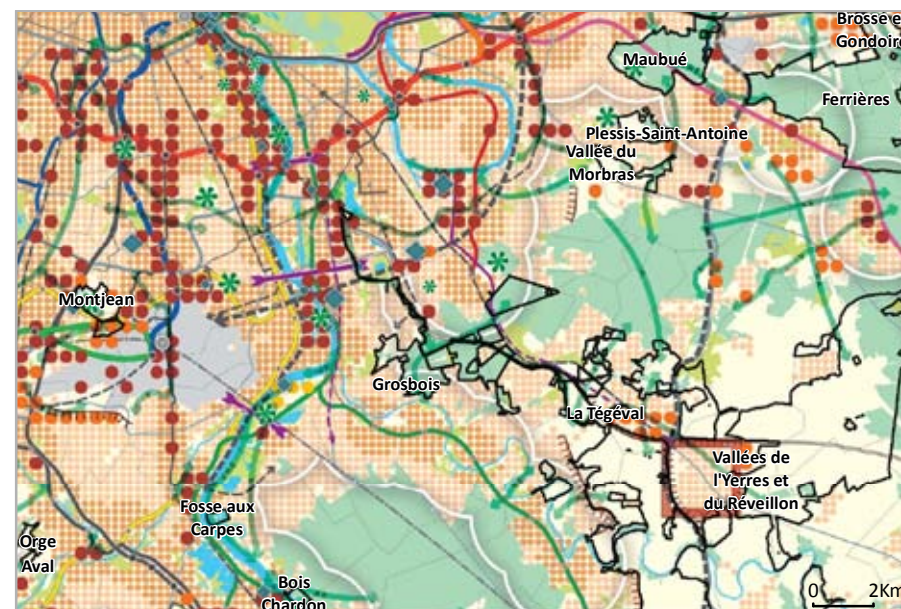 Brosse e
Gondoire
Maubué
Ferrières
Plessis-Saint-Antoine
Vallée du
Morbras
Montjean
Grosbois
La Tégéval
Vallées de
l'Yerres et
du Réveillon
Fosse aux
Carpes
Orge
Aval
Bois
Chardon
0 2Km